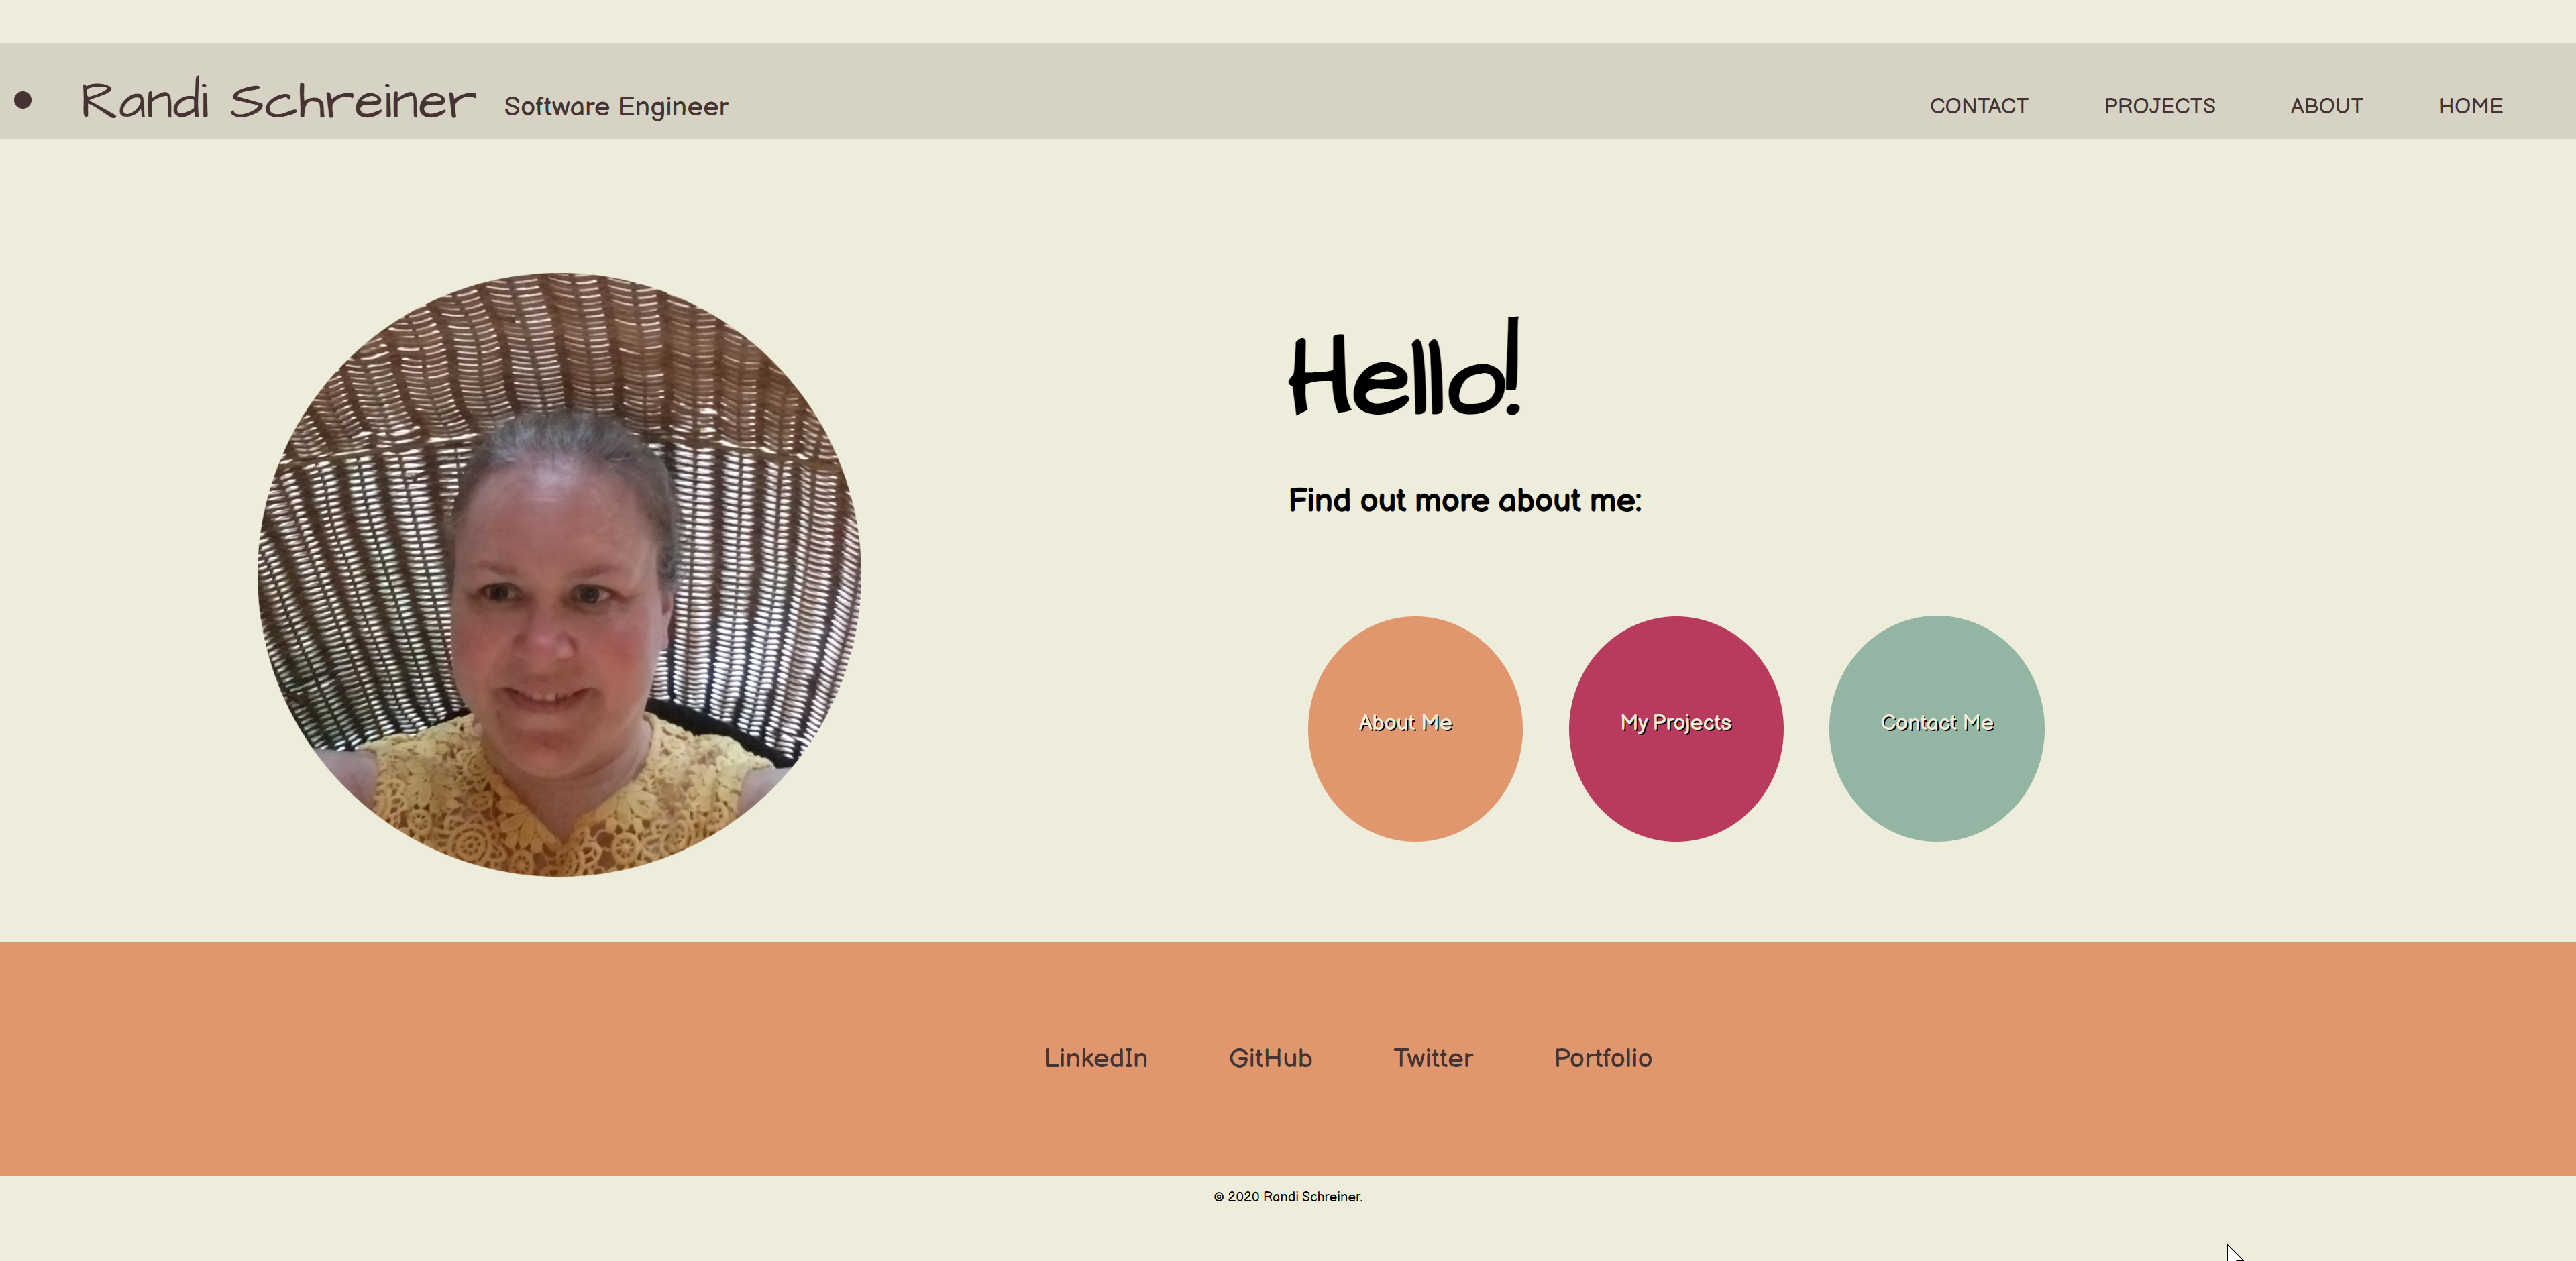 Randi Schreiner Software Engineer CONTACT PROJECTS ABOUT HOME
Hello!
Find out more about me:
About Me My Projects Contact Me
LinkedIn GitHub Twitter Portfolio
© 2020 Randi Schreiner.